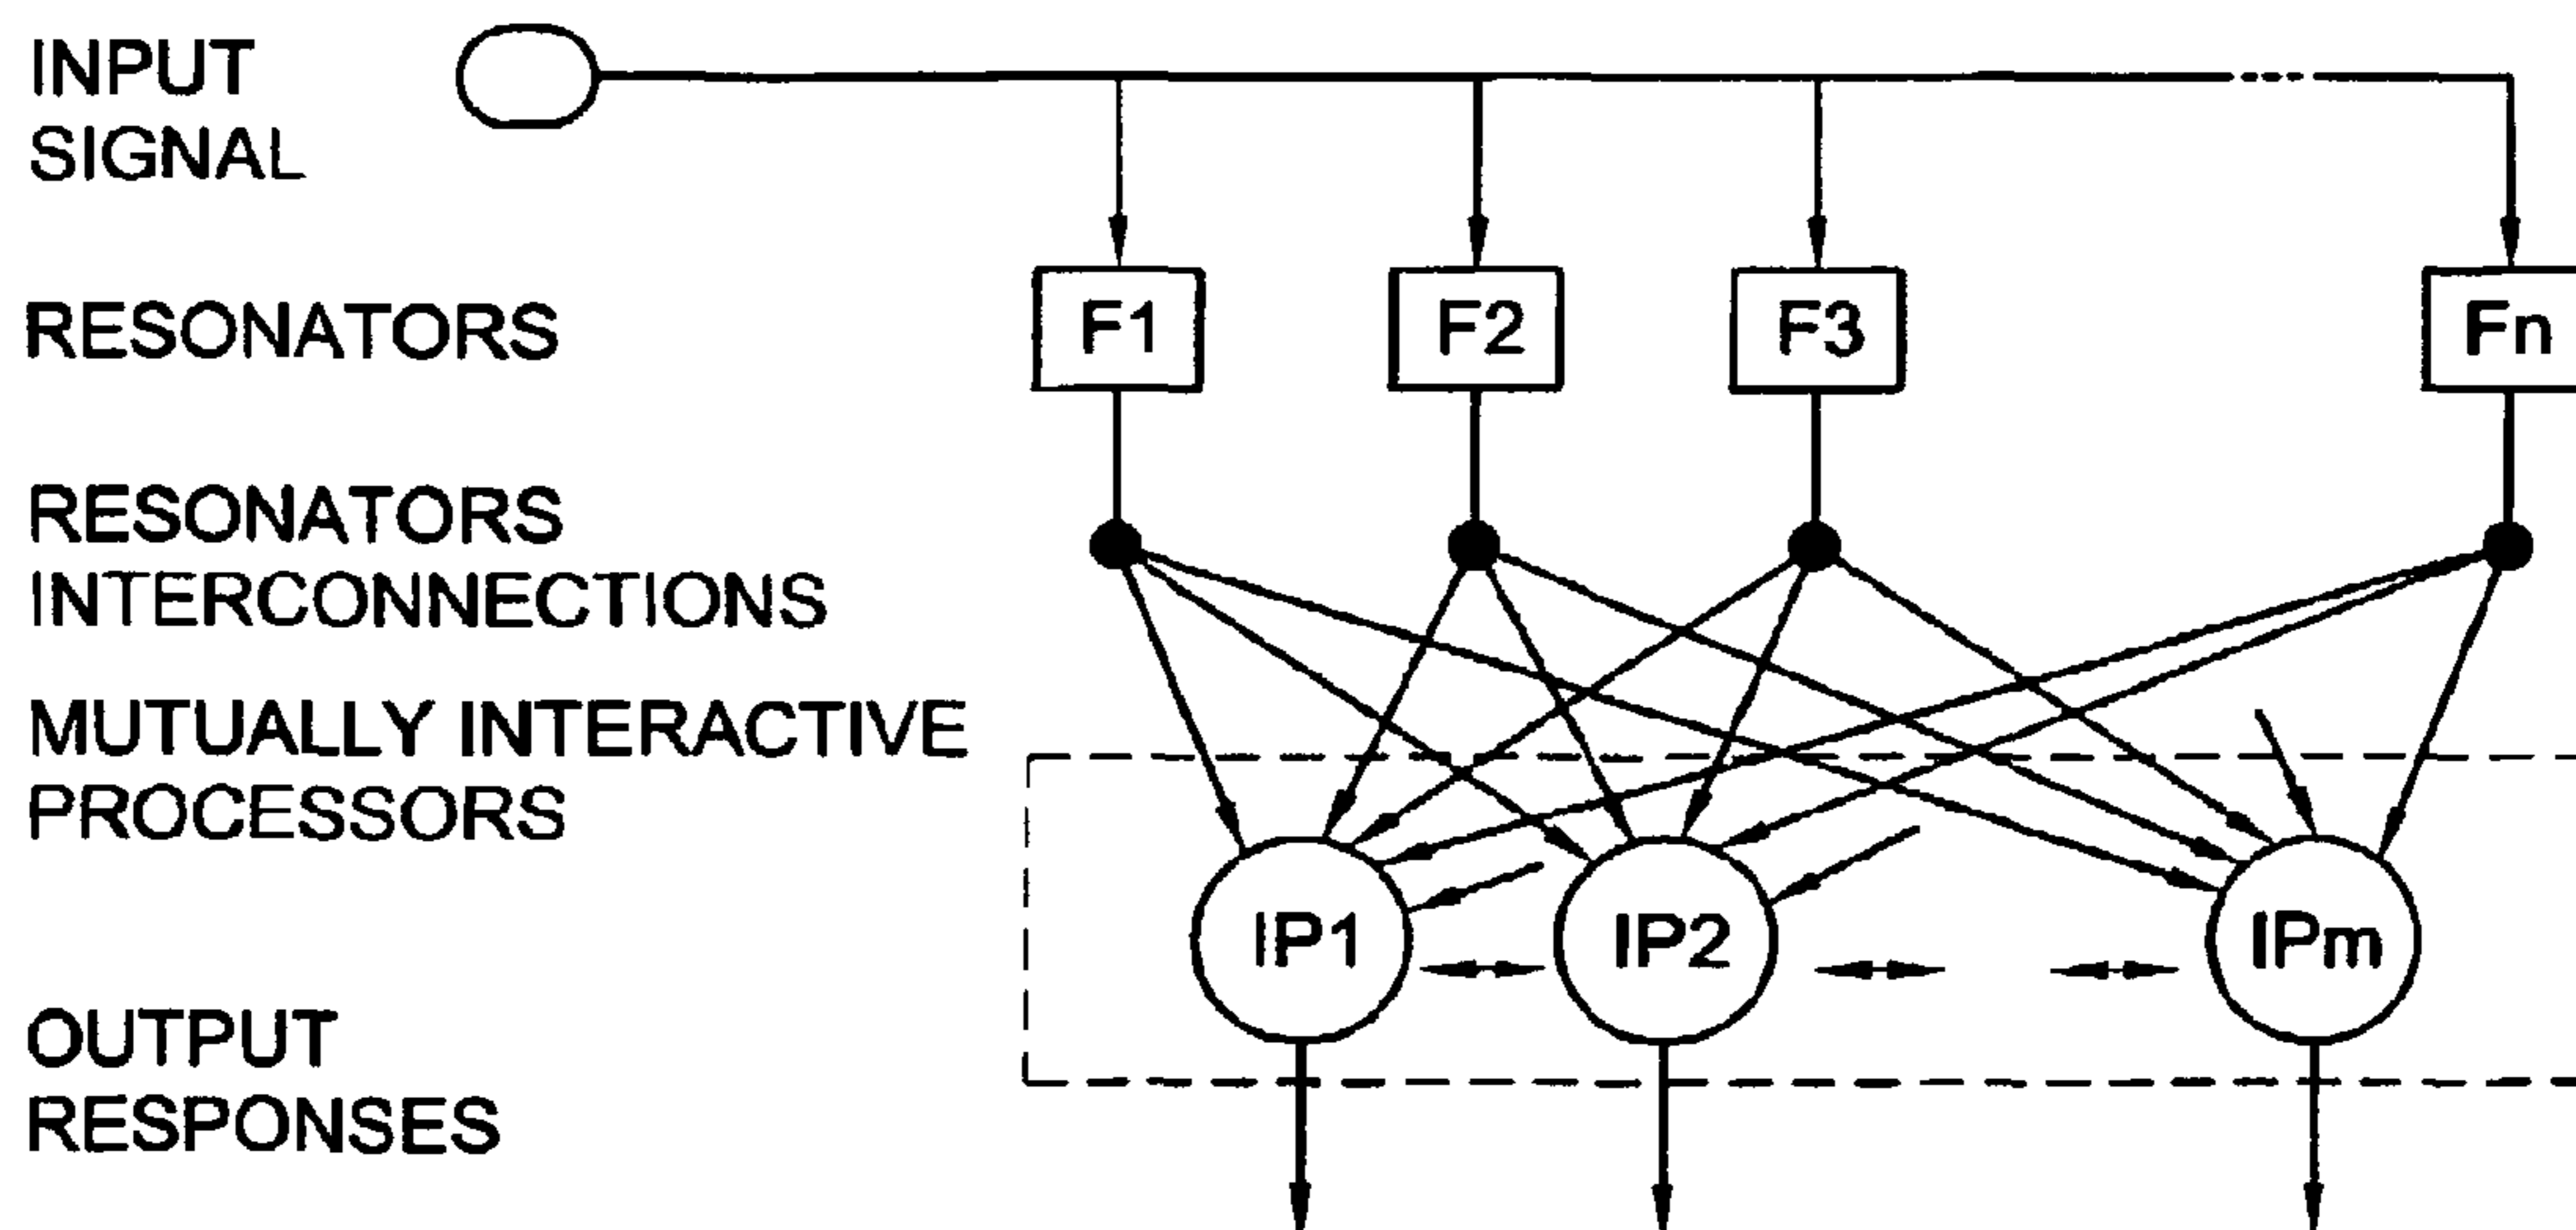 INPUT
SIGNAL
RESONATORS
F1 F2 F3 Fn
RESONATORS
INTERCONNECTIONS
MUTUALLY INTERACTIVE
PROCESSORS
IP1 IP2 IPm
OUTPUT
RESPONSES